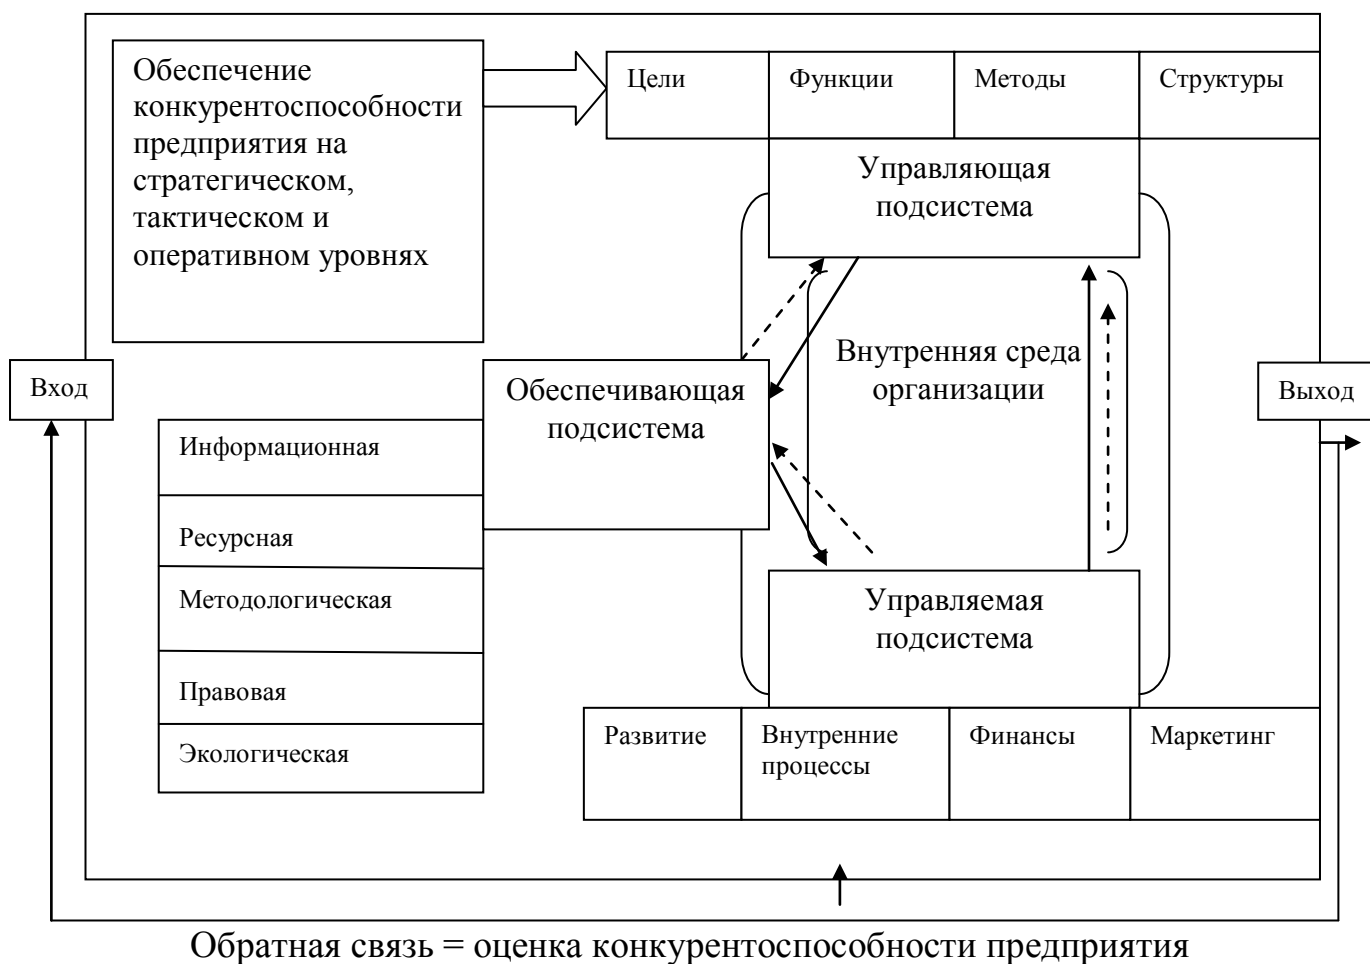 Обеспечение
конкурентоспособности
предприятия на
стратегическом,
тактическом и
оперативном уровнях
Цели
Функции
Методы
Структуры
Управляющая
подсистема
Внутренняя среда
организации
Вход
Обеспечивающая
подсистема
Выход
Информационная
Ресурсная
Методологическая
Правовая
Экологическая
Управляемая
подсистема
Развитие
Внутренние
процессы
Финансы
Маркетинг
Обратная связь = оценка конкурентоспособности предприятия